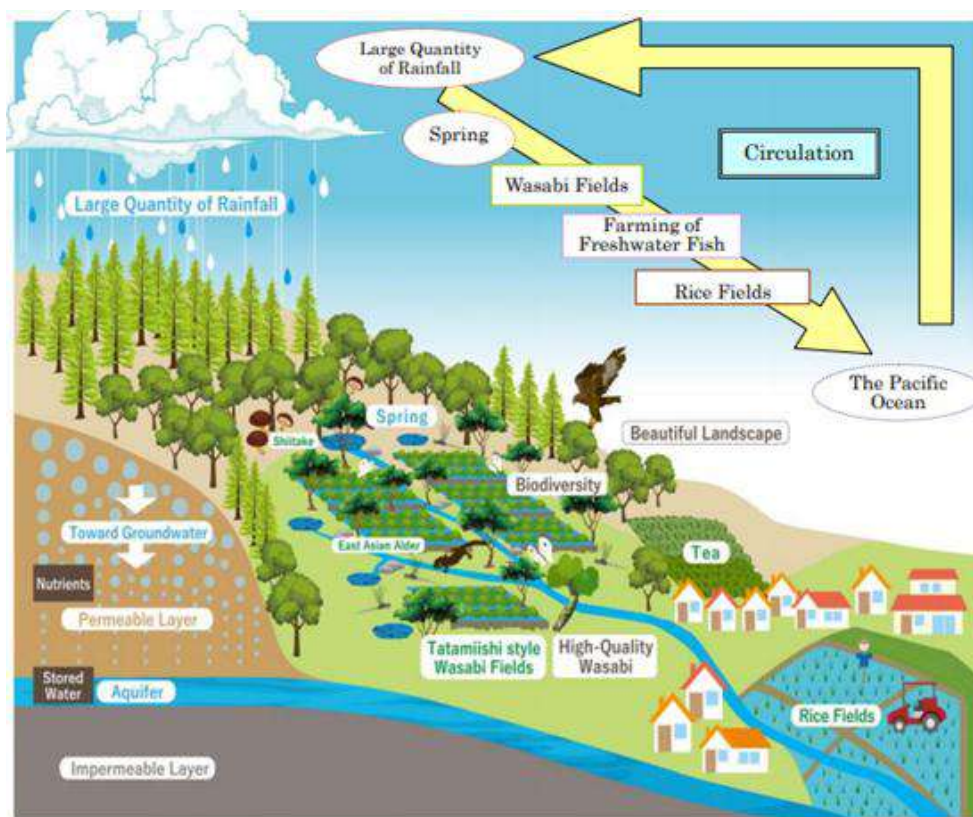 Large Quantity
of Rainfall
Spring
Circulation
Wasabi Fields
Large Quantity of Rainfall
Farming of
Freshwater Fish
Rice Fields
The Pacific
Ocean
Spring
Beautiful Landscape
Shiitake
Biodiversity
Toward Groundwater
East Asian Alder
Tea
Nutrients
Permeable Layer
Tatamiishi style
Wasabi Fields
High-Quality
Wasabi
Stored
Water
Aquifer
Rice Fields
Impermeable Layer